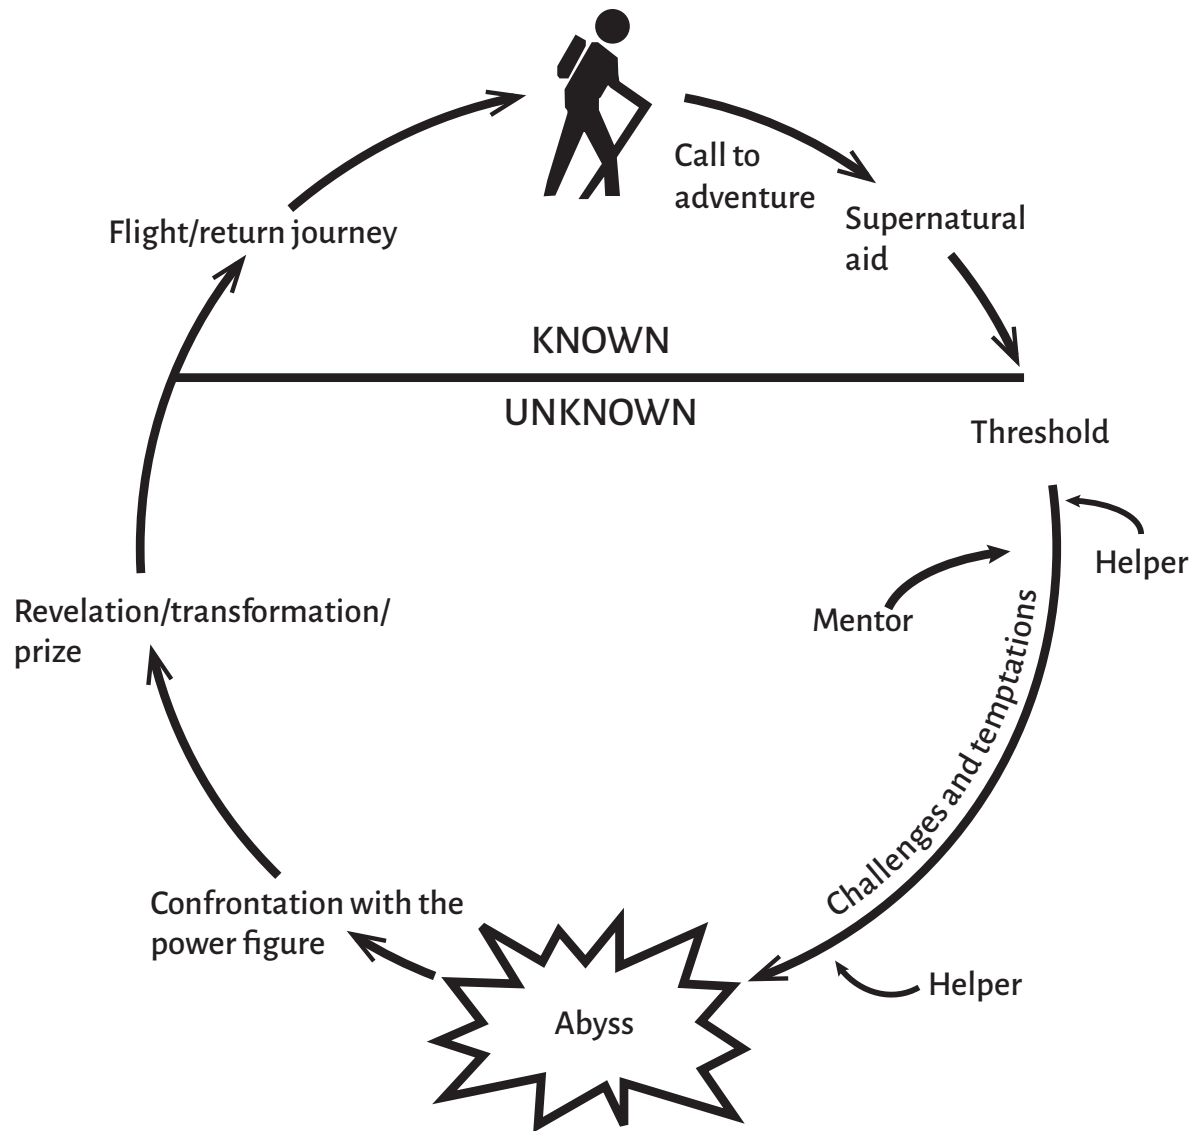 Call to
adventure
Supernatural
aid
Flight/return journey
KNOWN
UNKNOWN
Threshold
Helper
Mentor
Challenges and temptations
Revelation/transformation/
prize
Confrontation with the
power figure
Helper
Abyss